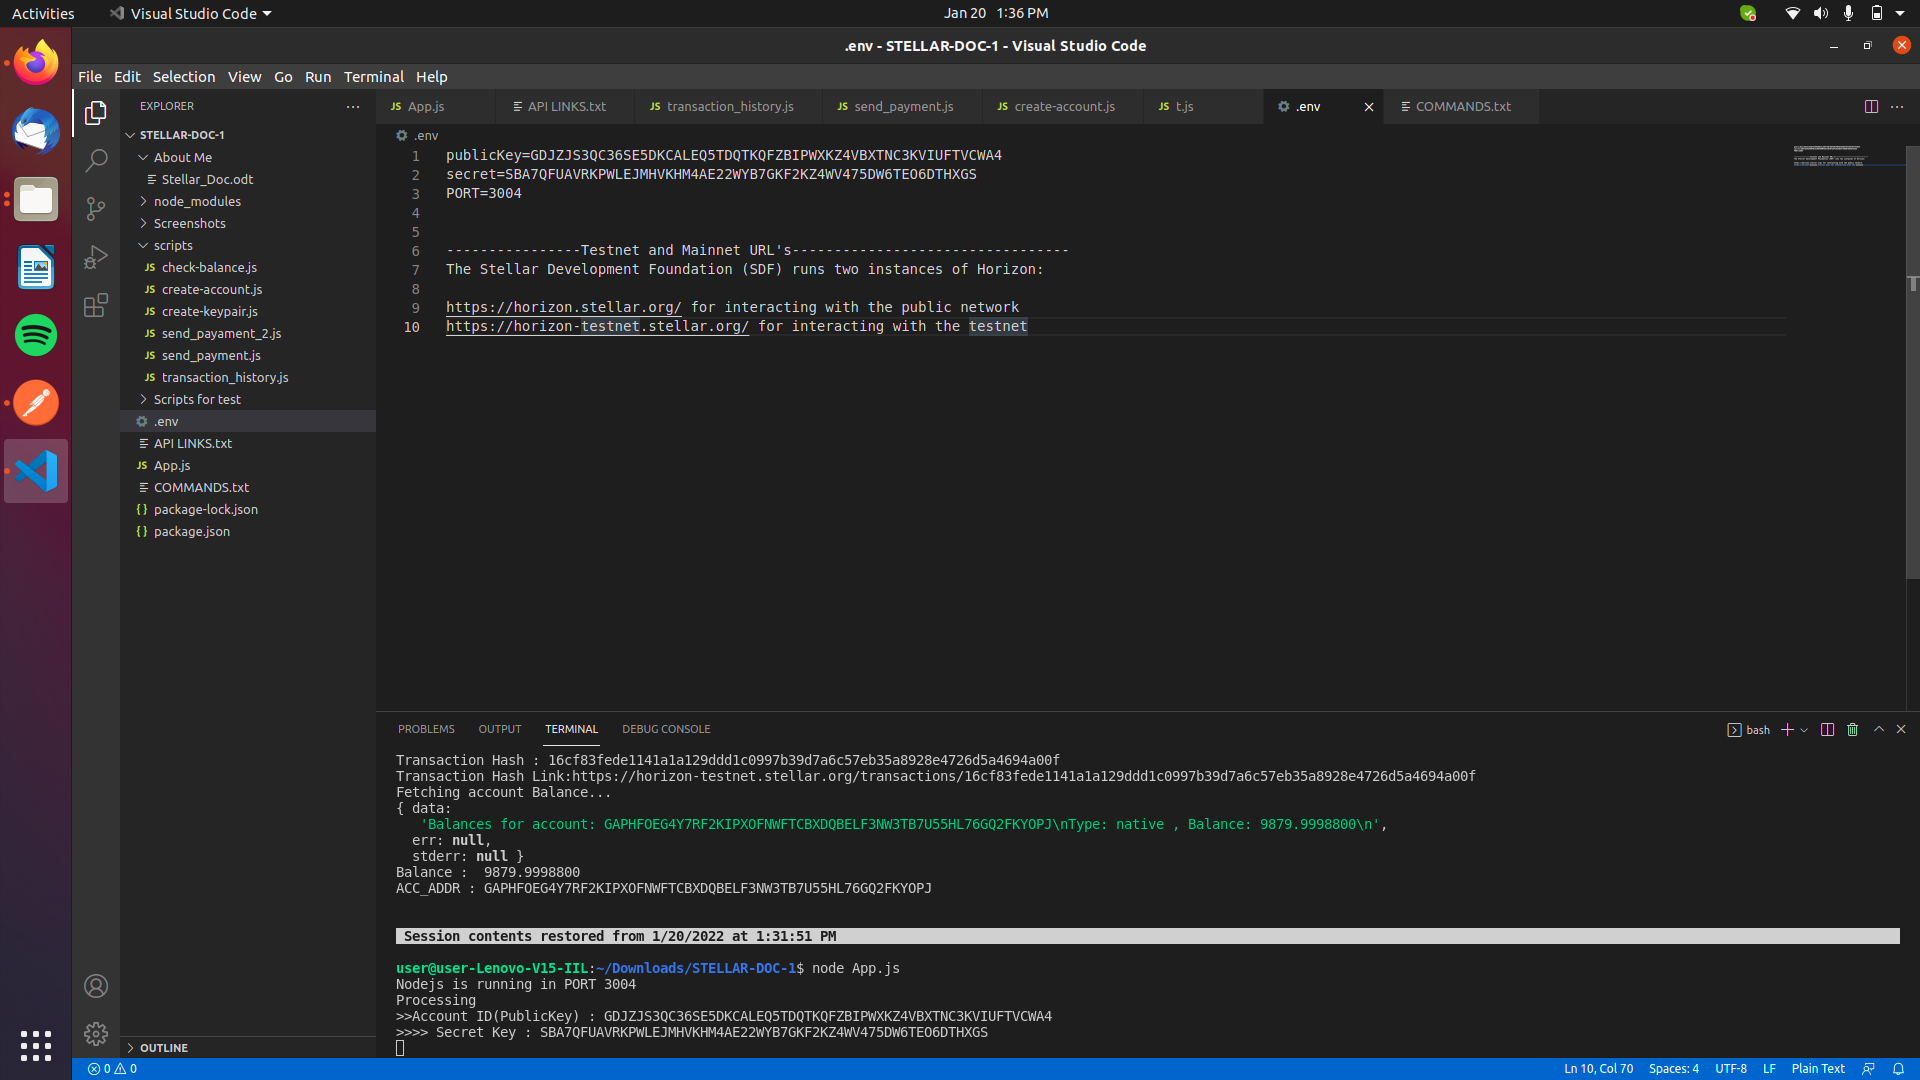 Activities
Visual Studio Code
Jan 20 1:36 PM
.env - STELLAR-DOC-1 - Visual Studio Code
File Edit Selection View Go Run Terminal Help
EXPLORER
STELLAR-DOC-1
About Me
Stellar_Doc.odt
node_modules
Screenshots
scripts
JS check-balance.js
JS create-account.js
JS create-keypair.js
JS send_payament_2.js
JS send_payment.js
JS transaction_history.js
Scripts for test
.env
API LINKS.txt
JS App.js
COMMANDS.txt
{} package-lock.json
{} package.json
OUTLINE
JS App.js
API LINKS.txt
JS transaction_history.js
JS send_payment.js
JS create-account.js
JS t.js
.env
COMMANDS.txt
.env
1 publicKey=GDJZJS3QC36SE5DKCALEQ5TDQTKQFZBIPWXKZ4VBXTNC3KVIUFTVCWA4
2 secret=SBA7QFUAVRKPWLEJMHVKHM4AE22WYB7GKF2KZ4WV475DW6TEO6DTHXGS
3 PORT=3004
4
5
6 ----------------Testnet and Mainnet URL's---------------------------------
7 The Stellar Development Foundation (SDF) runs two instances of Horizon:
8
9 https://horizon.stellar.org/ for interacting with the public network
10 https://horizon-testnet.stellar.org/ for interacting with the testnet
PROBLEMS OUTPUT TERMINAL DEBUG CONSOLE
bash
Transaction Hash : 16cf83fede1141a1a129ddd1c0997b39d7a6c57eb35a8928e4726d5a4694a00f
Transaction Hash Link:https://horizon-testnet.stellar.org/transactions/16cf83fede1141a1a129ddd1c0997b39d7a6c57eb35a8928e4726d5a4694a00f
Fetching account Balance...
{ data:
'Balances for account: GAPHFOEG4Y7RF2KIPXOFNWFTCBXDQBELF3NW3TB7U55HL76GQ2FKYOPJ\nType: native , Balance: 9879.9998800\n',
err: null,
stderr: null }
Balance :  9879.9998800
ACC_ADDR : GAPHFOEG4Y7RF2KIPXOFNWFTCBXDQBELF3NW3TB7U55HL76GQ2FKYOPJ
Session contents restored from 1/20/2022 at 1:31:51 PM
user@user-Lenovo-V15-IIL:~/Downloads/STELLAR-DOC-1$ node App.js
Nodejs is running in PORT 3004
Processing
>>Account ID(PublicKey) : GDJZJS3QC36SE5DKCALEQ5TDQTKQFZBIPWXKZ4VBXTNC3KVIUFTVCWA4
>>>> Secret Key : SBA7QFUAVRKPWLEJMHVKHM4AE22WYB7GKF2KZ4WV475DW6TEO6DTHXGS
0 0
Ln 10, Col 70 Spaces: 4 UTF-8 LF Plain Text